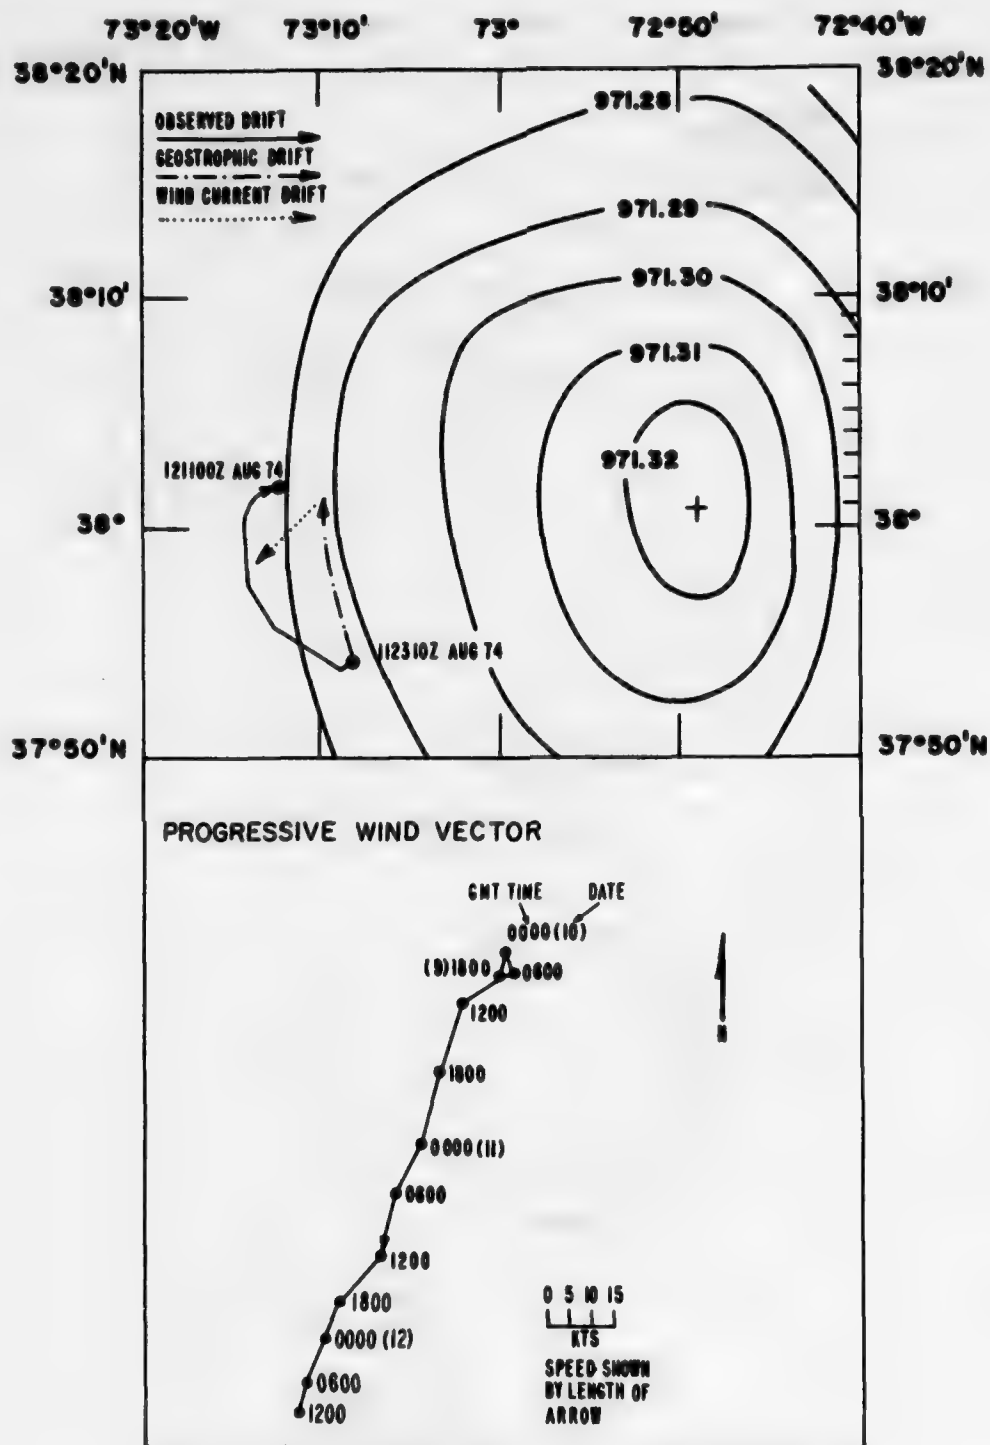 73°20'W 73°10' 73° 72°50' 72°40'W
38°20'N 38°20'N
971.28
OBSERVED DRIFT
GEOSTROPHIC DRIFT
WIND CURRENT DRIFT
971.29
971.30
38°10' 38°10'
971.31
971.32
121100Z AUG 74
38° 38°
112310Z AUG 74
37°50'N 37°50'N
PROGRESSIVE WIND VECTOR
GMT TIME DATE
0000(10)
(9)1800 0600
1200
1800
0000(11)
0600
1200
1800
0000(12)
0600
1200
N
0 5 10 15
KTS
SPEED SHOWN
BY LENGTH OF
ARROW